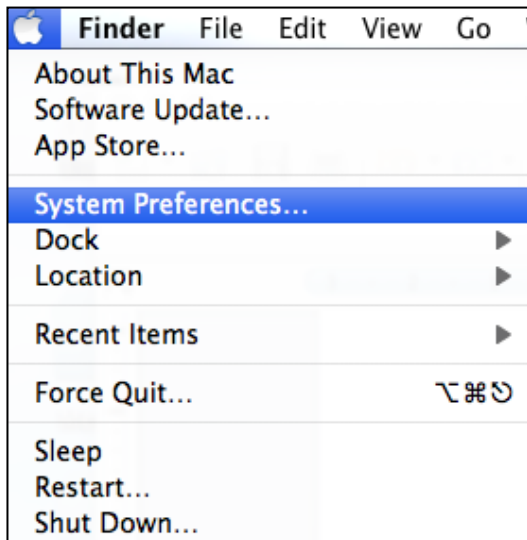 Finder File Edit View Go
About This Mac
Software Update...
App Store...
System Preferences...
Dock
Location
Recent Items
Force Quit... ⌥⌘⎋
Sleep
Restart...
Shut Down...